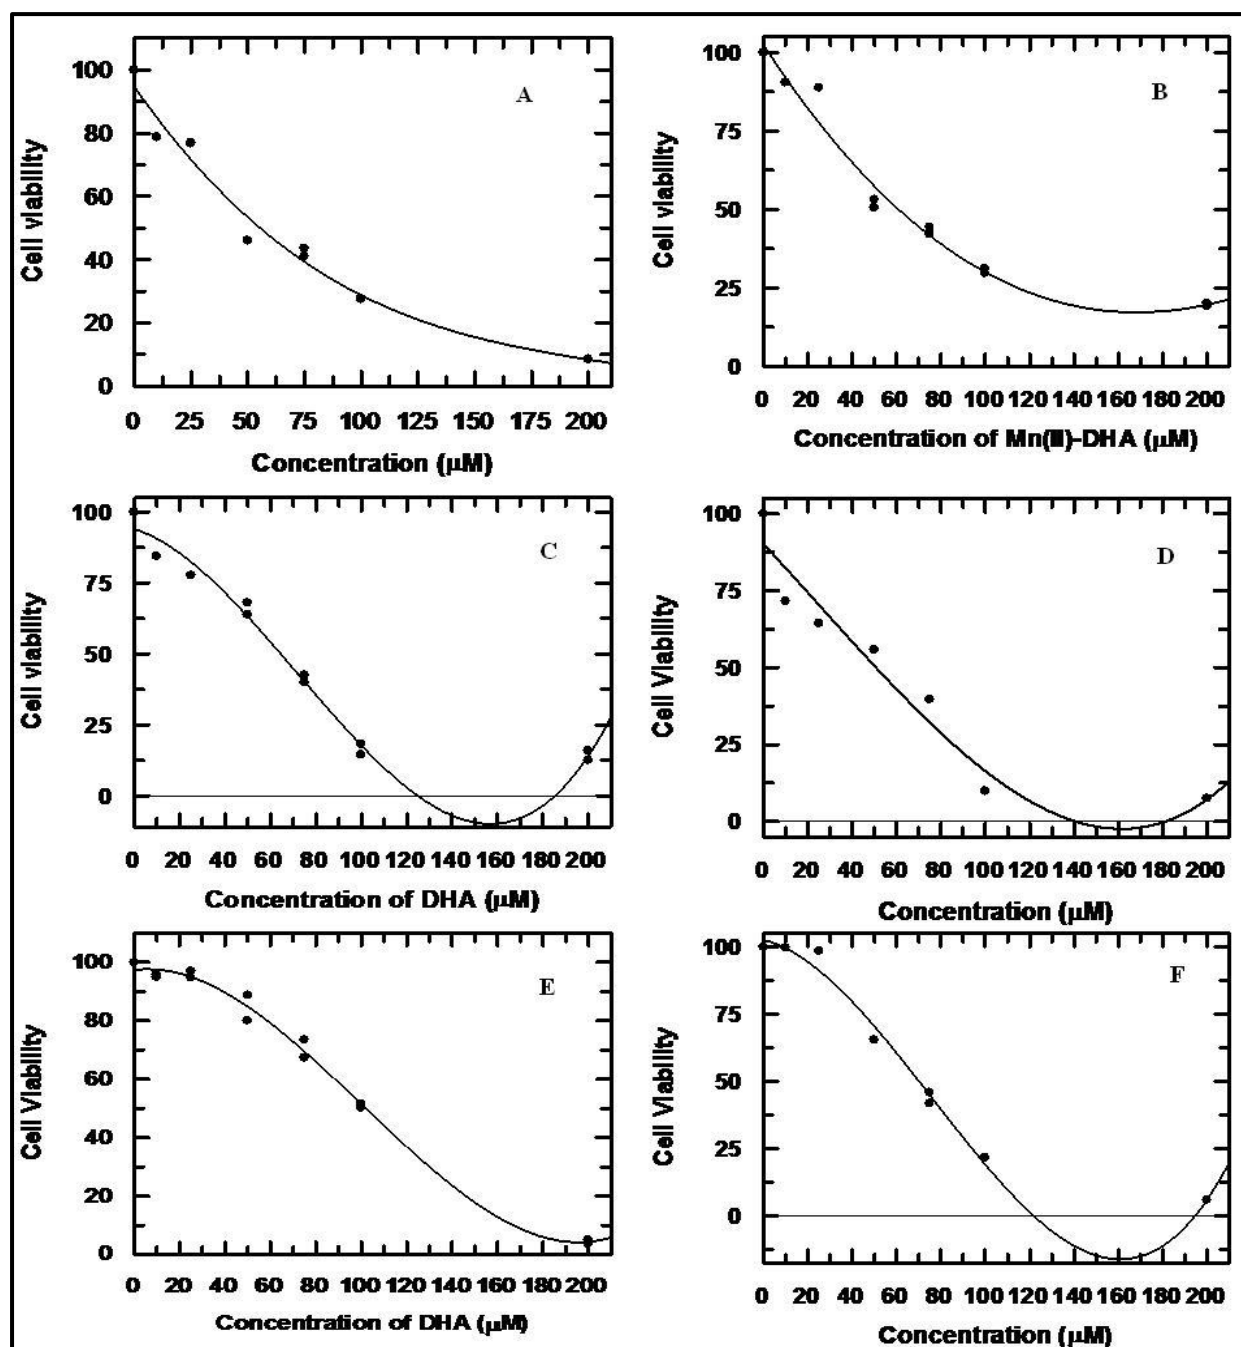 A
Cell viability
100
80
60
40
20
0
0 25 50 75 100 125 150 175 200
Concentration (μM)
B
Cell viability
100
75
50
25
0
0 20 40 60 80 100 120 140 160 180 200
Concentration of Mn(II)-DHA (μM)
C
Cell viability
100
75
50
25
0
0 20 40 60 80 100 120 140 160 180 200
Concentration of DHA (μM)
D
Cell Viability
100
75
50
25
0
0 20 40 60 80 100 120 140 160 180 200
Concentration (μM)
E
Cell Viability
100
80
60
40
20
0
0 20 40 60 80 100 120 140 160 180 200
Concentration of DHA (μM)
F
Cell Viability
100
75
50
25
0
0 20 40 60 80 100 120 140 160 180 200
Concentration (μM)